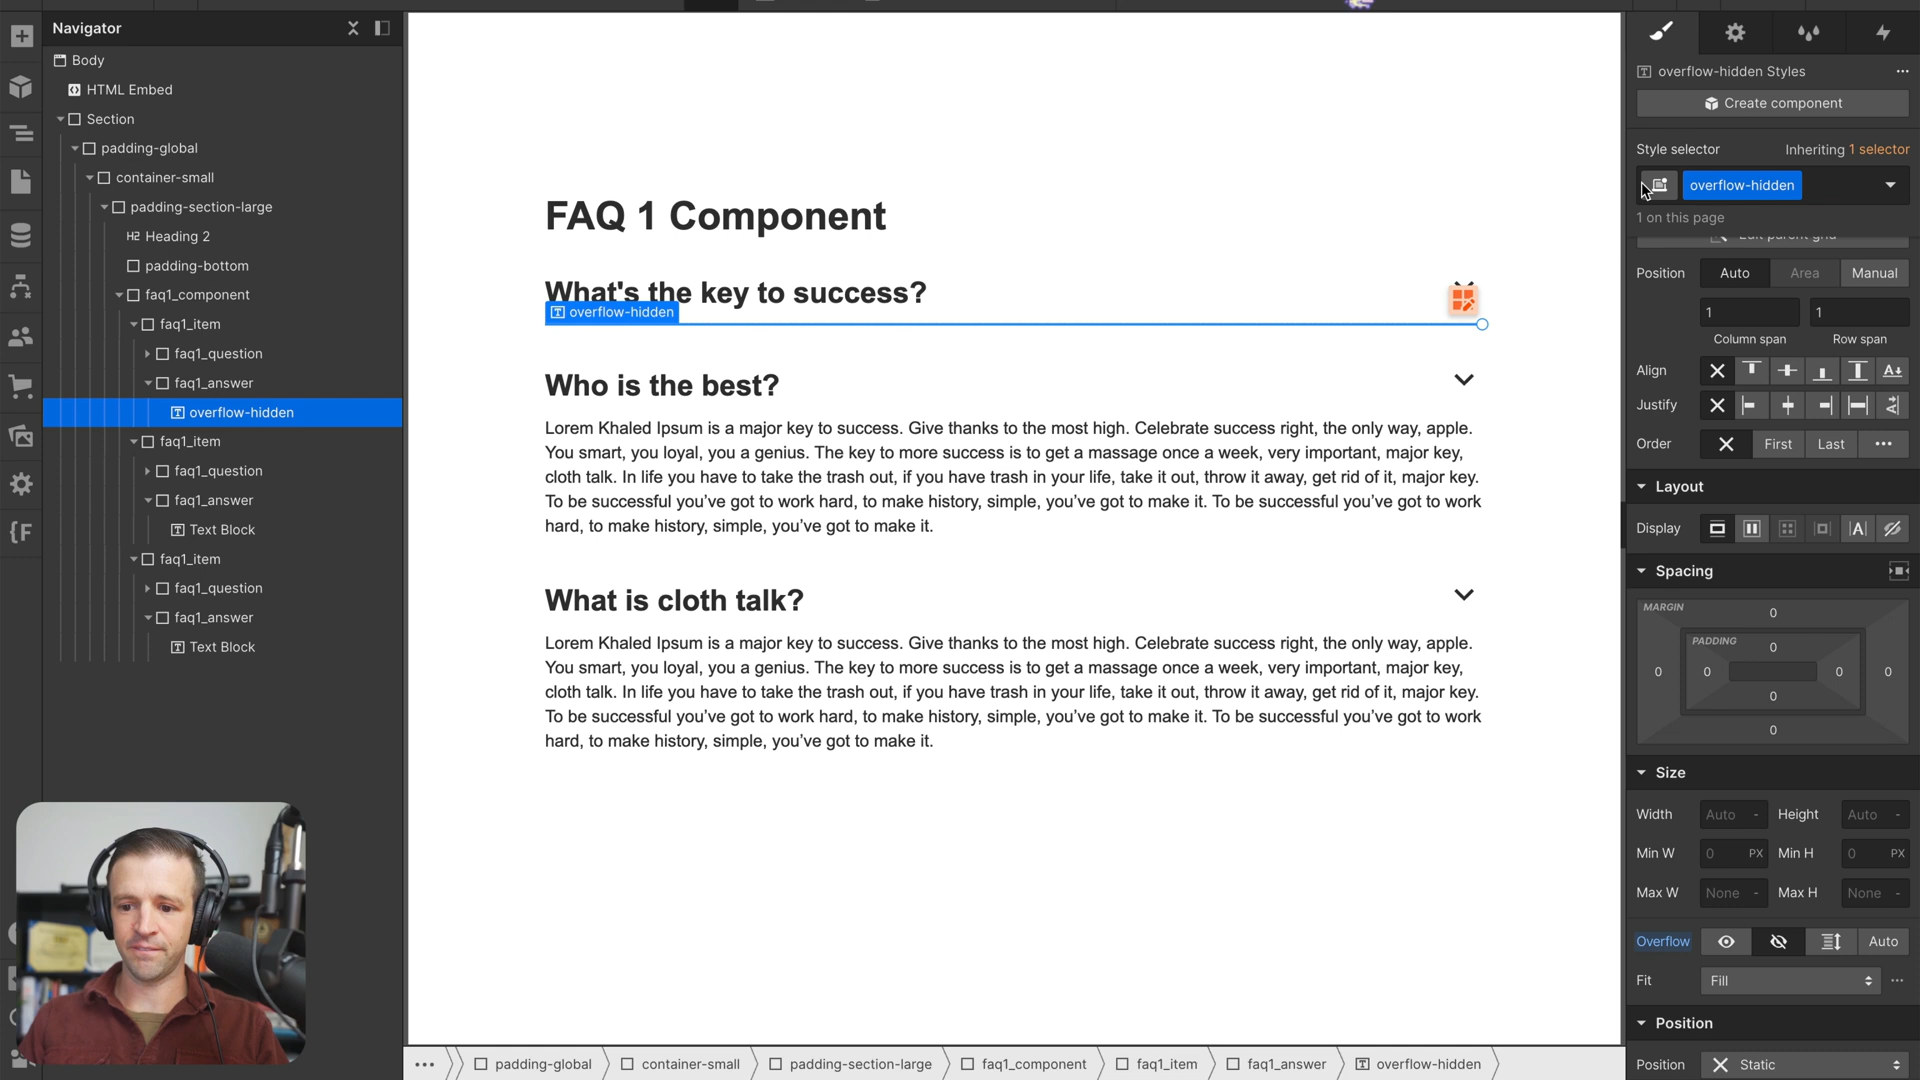 Navigator
Body
HTML Embed
Section
padding-global
container-small
padding-section-large
H2 Heading 2
padding-bottom
faq1_component
faq1_item
faq1_question
faq1_answer
overflow-hidden
faq1_item
faq1_question
faq1_answer
Text Block
faq1_item
faq1_question
faq1_answer
Text Block
FAQ 1 Component
What's the key to success?
overflow-hidden
Who is the best?
Lorem Khaled Ipsum is a major key to success. Give thanks to the most high. Celebrate success right, the only way, apple.
You smart, you loyal, you a genius. The key to more success is to get a massage once a week, very important, major key,
cloth talk. In life you have to take the trash out, if you have trash in your life, take it out, throw it away, get rid of it, major key.
To be successful you’ve got to work hard, to make history, simple, you’ve got to make it. To be successful you’ve got to work
hard, to make history, simple, you’ve got to make it.
What is cloth talk?
Lorem Khaled Ipsum is a major key to success. Give thanks to the most high. Celebrate success right, the only way, apple.
You smart, you loyal, you a genius. The key to more success is to get a massage once a week, very important, major key,
cloth talk. In life you have to take the trash out, if you have trash in your life, take it out, throw it away, get rid of it, major key.
To be successful you’ve got to work hard, to make history, simple, you’ve got to make it. To be successful you’ve got to work
hard, to make history, simple, you’ve got to make it.
padding-global container-small padding-section-large faq1_component faq1_item faq1_answer overflow-hidden
overflow-hidden Styles
Create component
Style selector Inheriting 1 selector
overflow-hidden
1 on this page
Edit parent grid
Position Auto Area Manual
1 1
Column span Row span
Align
Justify
Order First Last
Layout
Display
Spacing
MARGIN
0
PADDING
0
0 0 0 0
0
0
Size
Width Auto - Height Auto -
Min W 0 PX Min H 0 PX
Max W None - Max H None -
Overflow Auto
Fit Fill
Position
Position Static